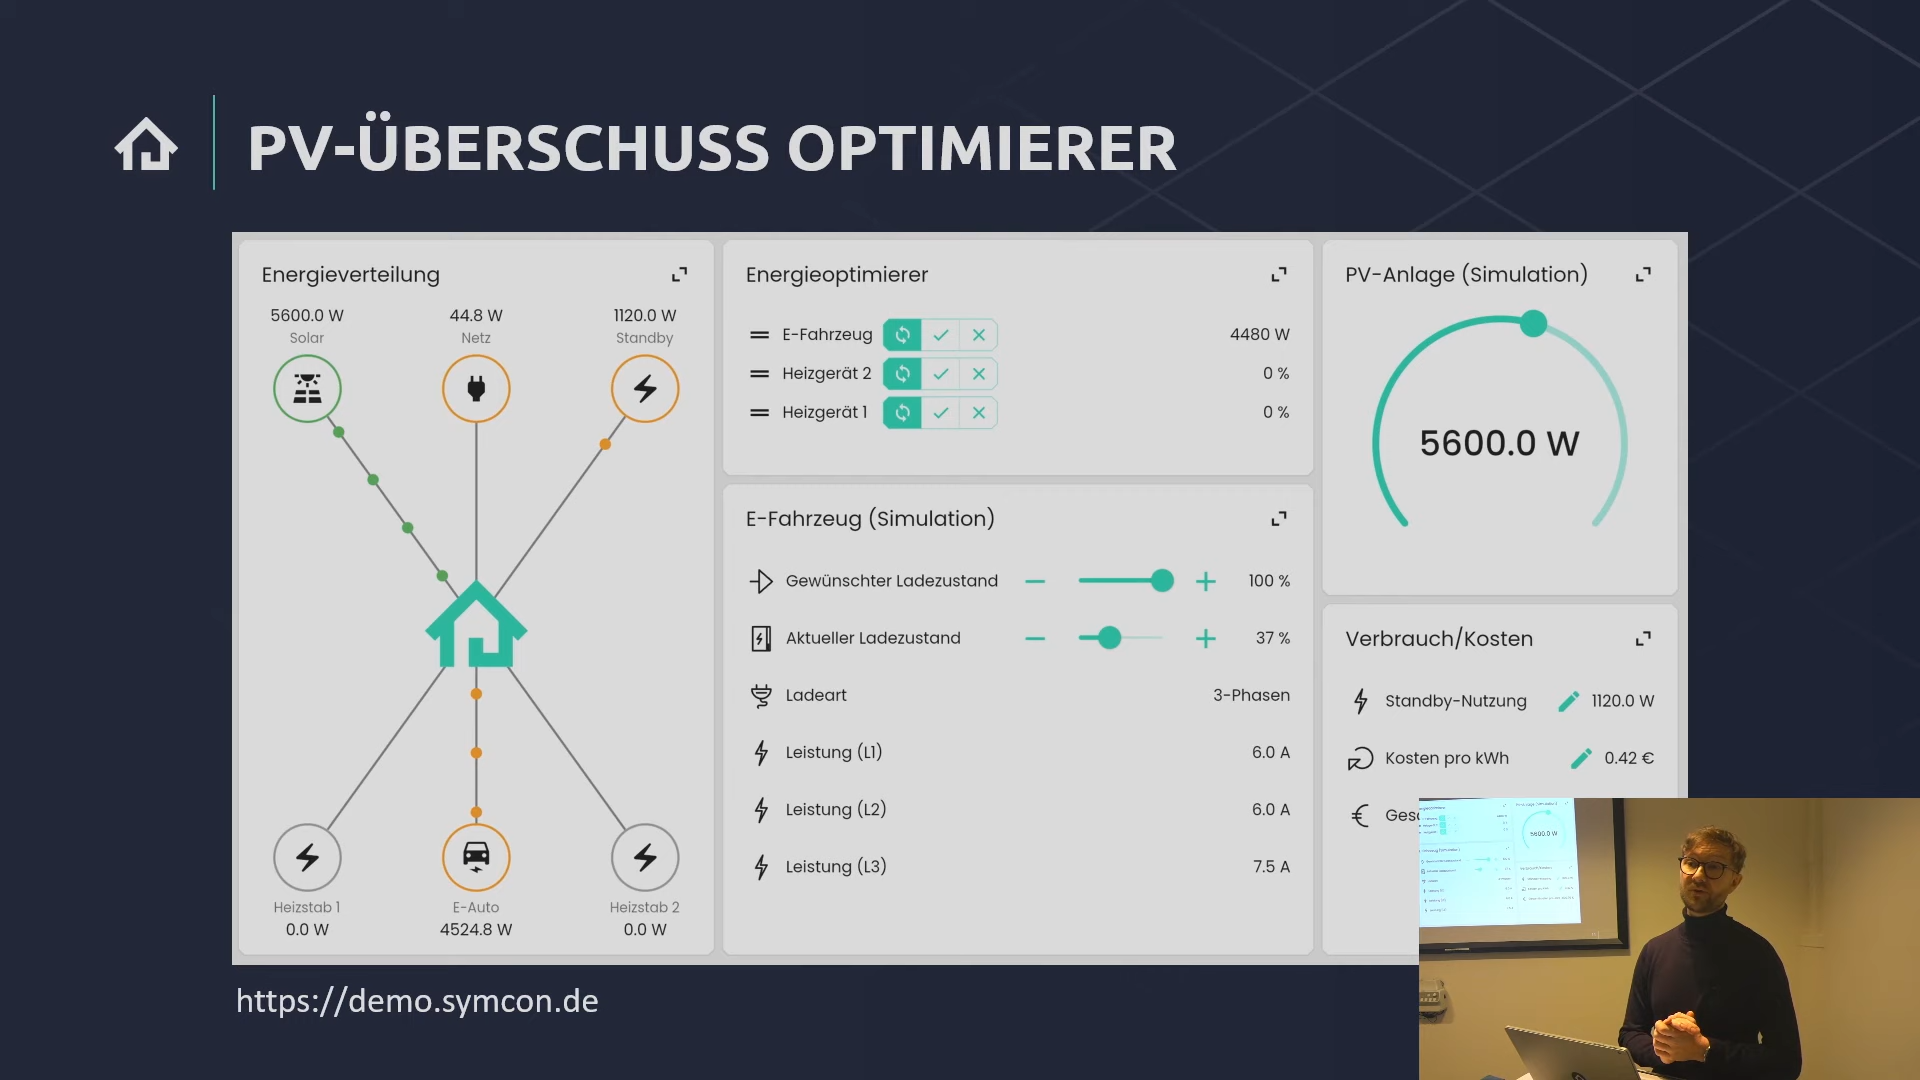 PV-ÜBERSCHUSS OPTIMIERER
Energieverteilung
5600.0 W
Solar
44.8 W
Netz
1120.0 W
Standby
Heizstab 1
0.0 W
E-Auto
4524.8 W
Heizstab 2
0.0 W
Energieoptimierer
E-Fahrzeug 4480 W
Heizgerät 2 0 %
Heizgerät 1 0 %
E-Fahrzeug (Simulation)
Gewünschter Ladezustand 100 %
Aktueller Ladezustand 37 %
Ladeart 3-Phasen
Leistung (L1) 6.0 A
Leistung (L2) 6.0 A
Leistung (L3) 7.5 A
PV-Anlage (Simulation)
5600.0 W
Verbrauch/Kosten
Standby-Nutzung 1120.0 W
Kosten pro kWh 0.42 €
5600.0 W
https://demo.symcon.de